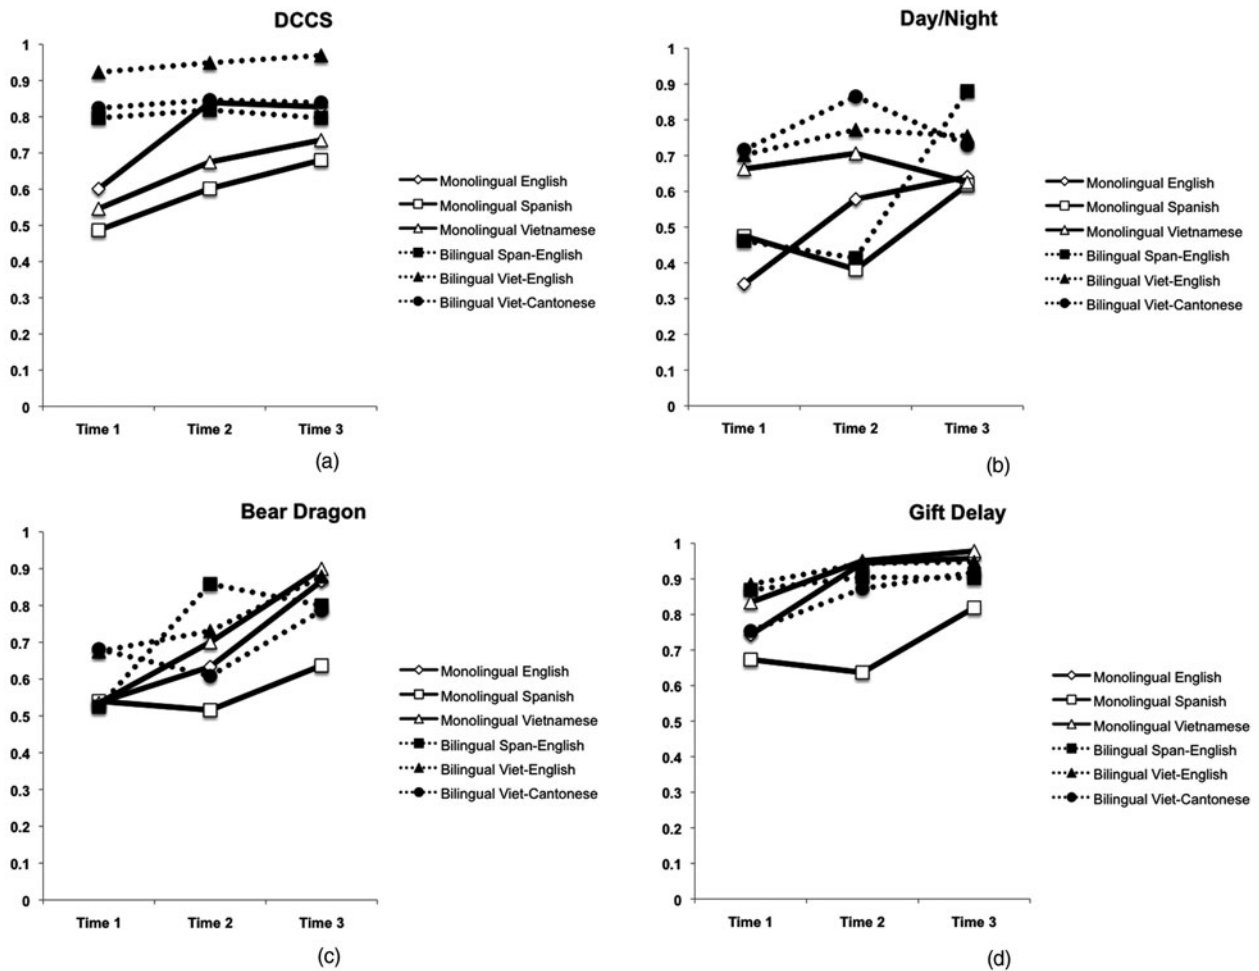 DCCS
1
0.9
0.8
0.7
0.6
0.5
0.4
0.3
0.2
0.1
0
Time 1 Time 2 Time 3
Monolingual English
Monolingual Spanish
Monolingual Vietnamese
Bilingual Span-English
Bilingual Viet-English
Bilingual Viet-Cantonese
(a)
Day/Night
1
0.9
0.8
0.7
0.6
0.5
0.4
0.3
0.2
0.1
0
Time 1 Time 2 Time 3
Monolingual English
Monolingual Spanish
Monolingual Vietnamese
Bilingual Span-English
Bilingual Viet-English
Bilingual Viet-Cantonese
(b)
Bear Dragon
1
0.9
0.8
0.7
0.6
0.5
0.4
0.3
0.2
0.1
0
Time 1 Time 2 Time 3
Monolingual English
Monolingual Spanish
Monolingual Vietnamese
Bilingual Span-English
Bilingual Viet-English
Bilingual Viet-Cantonese
(c)
Gift Delay
1
0.9
0.8
0.7
0.6
0.5
0.4
0.3
0.2
0.1
0
Time 1 Time 2 Time 3
Monolingual English
Monolingual Spanish
Monolingual Vietnamese
Bilingual Span-English
Bilingual Viet-English
Bilingual Viet-Cantonese
(d)